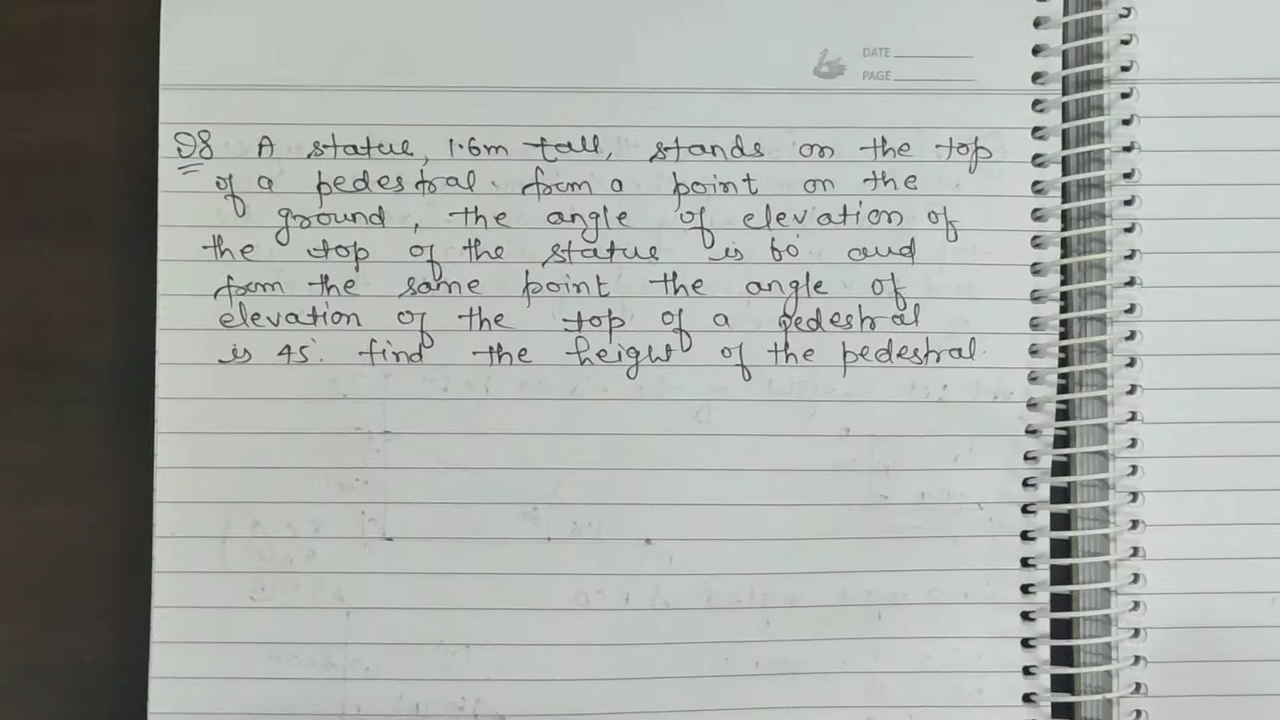 DATE
PAGE
Q8 A statue, 1.6m tall, stands on the top
of a pedestral. from a point on the
ground, the angle of elevation of
the top of the statue is 60° and
from the same point the angle of
elevation of the top of a pedestral
is 45°. find the height of the pedestral.